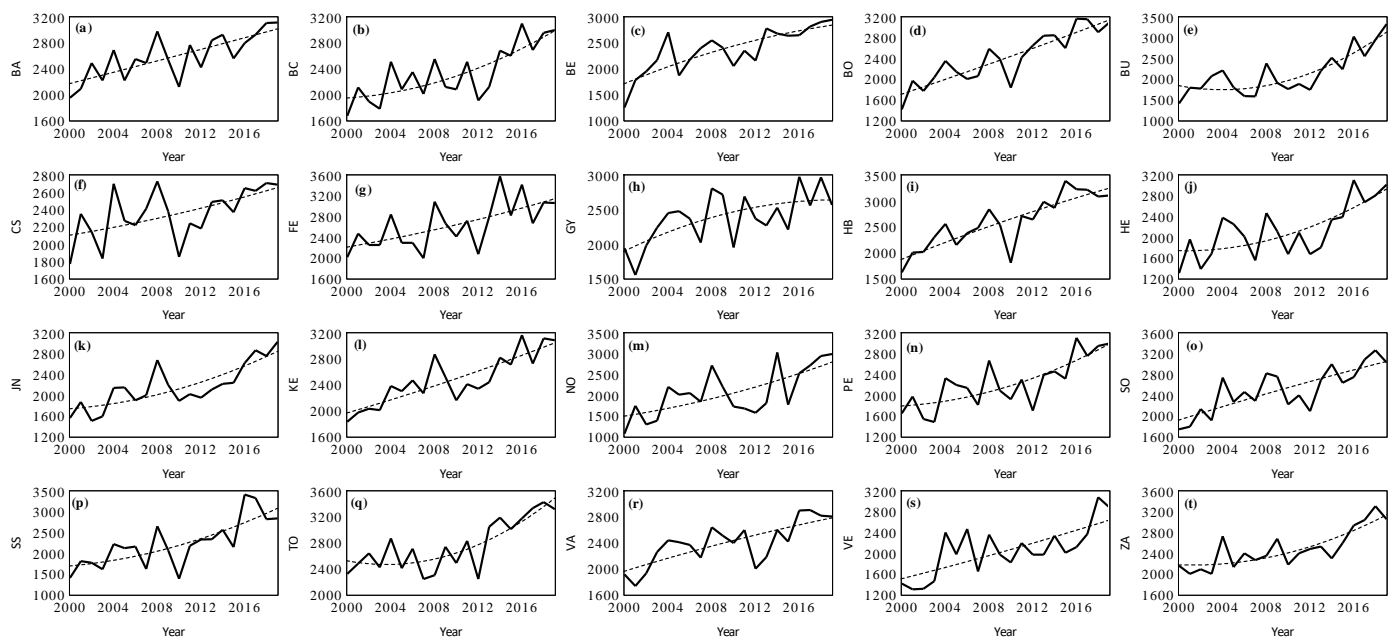 (a)
3200
2800
2400
2000
1600
BA
2000 2004 2008 2012 2016
Year
(b)
3200
2800
2400
2000
1600
BC
2000 2004 2008 2012 2016
Year
(c)
3000
2500
2000
1500
1000
BE
2000 2004 2008 2012 2016
Year
(d)
3200
2800
2400
2000
1600
1200
BO
2000 2004 2008 2012 2016
Year
(e)
3500
3000
2500
2000
1500
1000
BU
2000 2004 2008 2012 2016
Year
(f)
2800
2600
2400
2200
2000
1800
1600
CS
2000 2004 2008 2012 2016
Year
(g)
3600
3200
2800
2400
2000
1600
FE
2000 2004 2008 2012 2016
Year
(h)
3000
2500
2000
1500
GY
2000 2004 2008 2012 2016
Year
(i)
3500
3000
2500
2000
1500
HB
2000 2004 2008 2012 2016
Year
(j)
3200
2800
2400
2000
1600
1200
HE
2000 2004 2008 2012 2016
Year
(k)
3200
2800
2400
2000
1600
1200
JN
2000 2004 2008 2012 2016
Year
(l)
3200
2800
2400
2000
1600
KE
2000 2004 2008 2012 2016
Year
(m)
3500
3000
2500
2000
1500
1000
NO
2000 2004 2008 2012 2016
Year
(n)
3200
2800
2400
2000
1600
1200
PE
2000 2004 2008 2012 2016
Year
(o)
3600
3200
2800
2400
2000
1600
SO
2000 2004 2008 2012 2016
Year
(p)
3500
3000
2500
2000
1500
1000
SS
2000 2004 2008 2012 2016
Year
(q)
3600
3200
2800
2400
2000
TO
2000 2004 2008 2012 2016
Year
(r)
3200
2800
2400
2000
1600
VA
2000 2004 2008 2012 2016
Year
(s)
3200
2800
2400
2000
1600
1200
VE
2000 2004 2008 2012 2016
Year
(t)
3600
3200
2800
2400
2000
1600
ZA
2000 2004 2008 2012 2016
Year